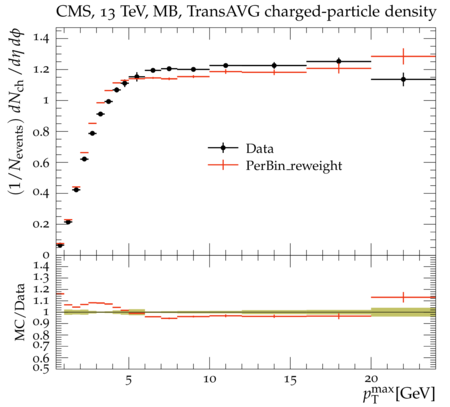 CMS, 13 TeV, MB, TransAVG charged-particle density
(1/N_events) dN_ch/dη dφ
1.4
1.2
1
0.8
0.6
0.4
0.2
0
Data
PerBin_reweight
MC/Data
1.4
1.3
1.2
1.1
1
0.9
0.8
0.7
0.6
0.5
5 10 15 20
p_T^max[GeV]